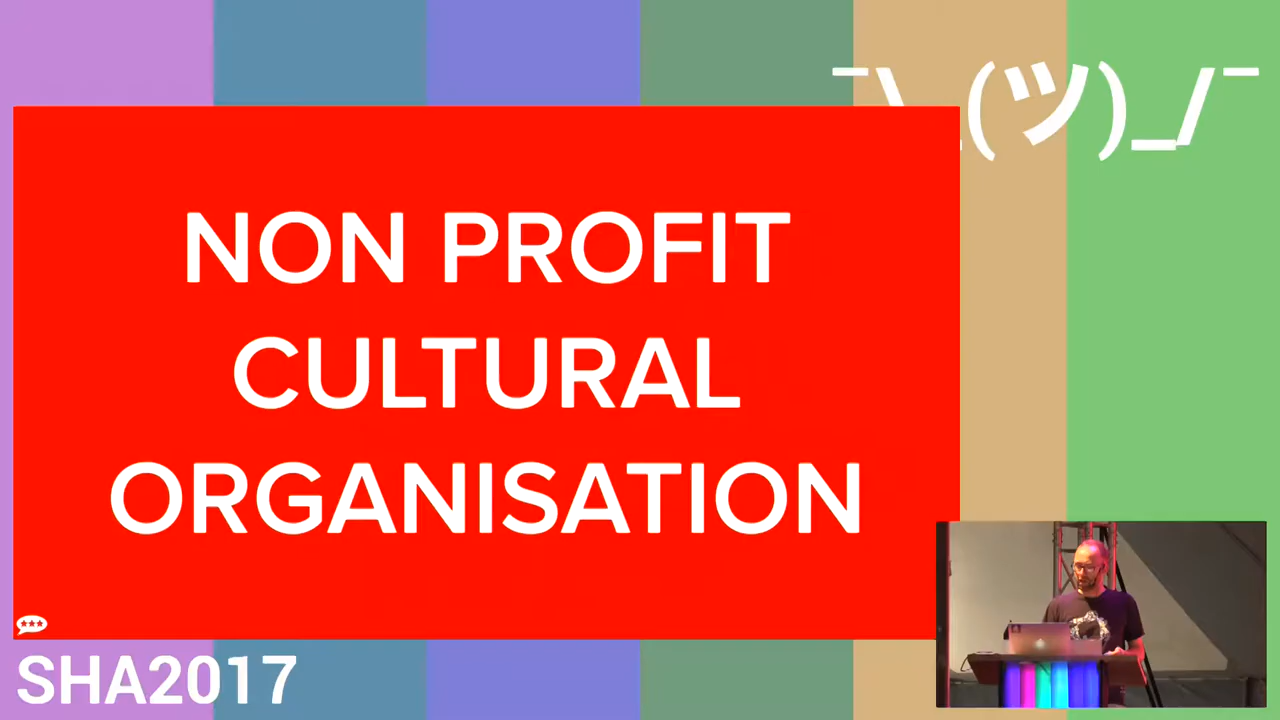 ¯\_(ツ)_/¯
NON PROFIT
CULTURAL
ORGANISATION
SHA2017